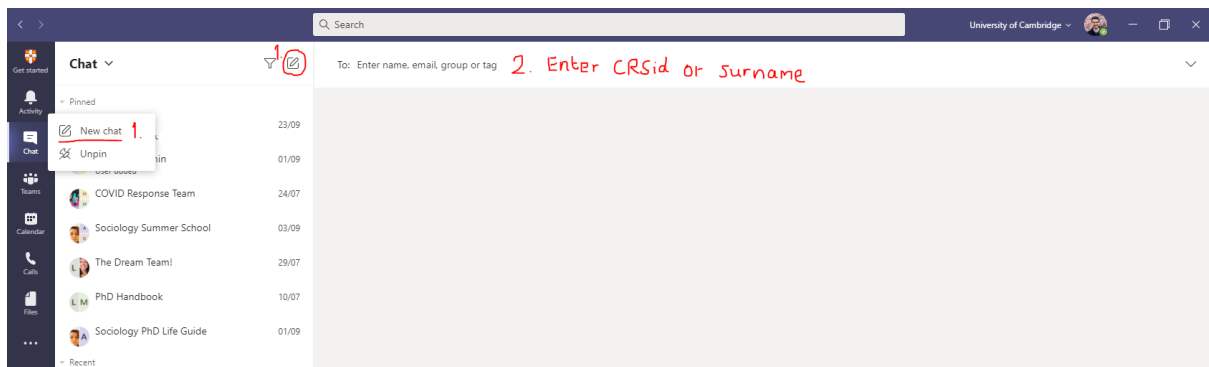 Search
University of Cambridge
Get started
Activity
Chat
Teams
Calendar
Calls
Files
Chat
1.
Pinned
New chat 1.
Unpin
23/09
01/09
User added
COVID Response Team 24/07
Sociology Summer School 03/09
The Dream Team! 29/07
L M PhD Handbook 10/07
Sociology PhD Life Guide 01/09
Recent
To: Enter name, email, group or tag 2. Enter CRSid or surname